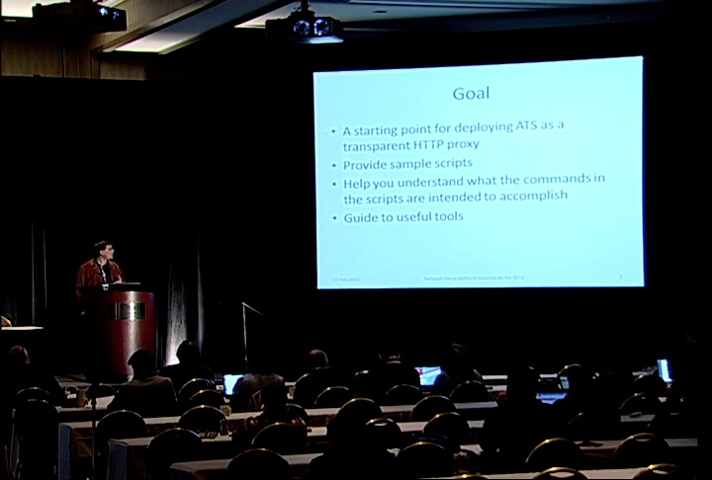 Goal
• A starting point for deploying ATS as a
transparent HTTP proxy
• Provide sample scripts
• Help you understand what the commands in
the scripts are intended to accomplish
• Guide to useful tools